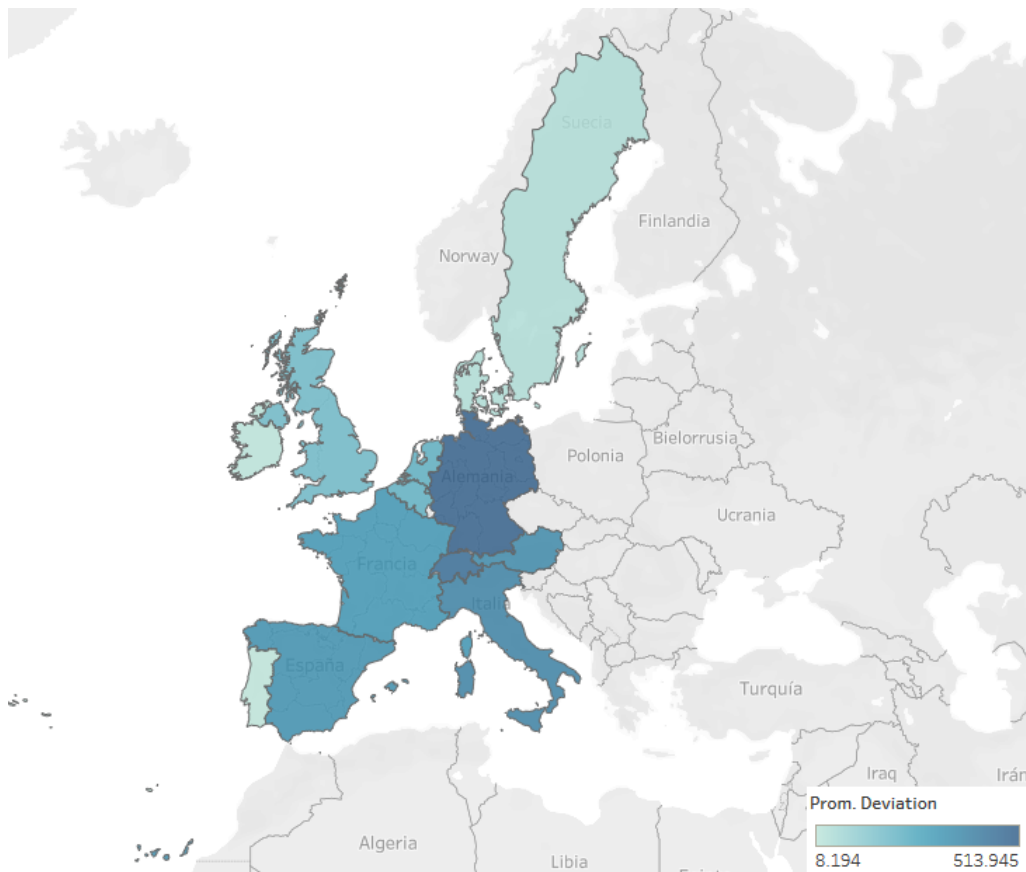 Suecia
Finlandia
Norway
Bielorrusia
Polonia
Alemania
Ucrania
Francia
Italia
España
Turquía
Iraq
Irán
Prom. Deviation
8.194 513.945
Algeria
Libia